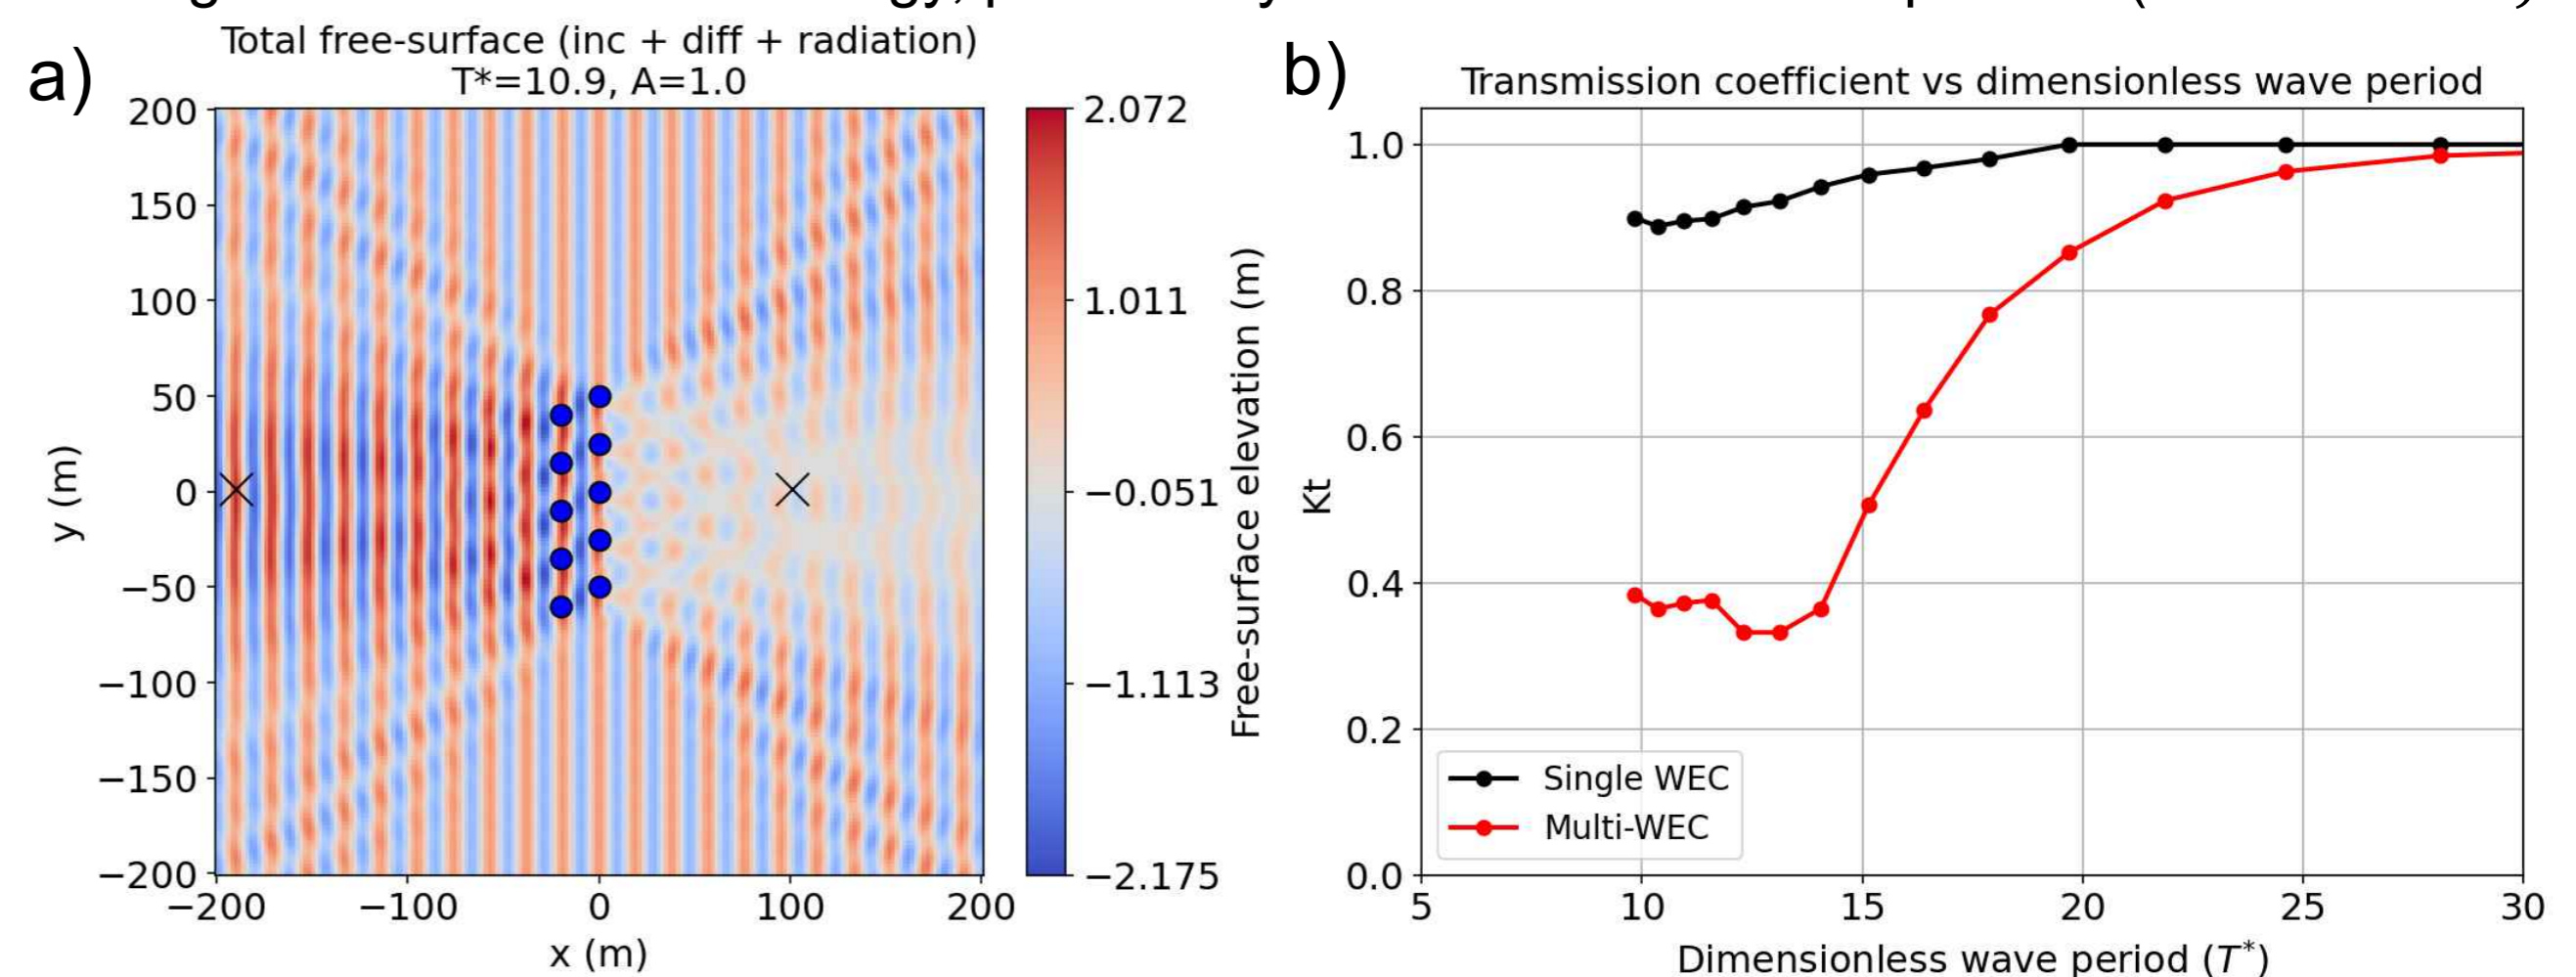 a)
Total free-surface (inc + diff + radiation)
T*=10.9, A=1.0
200
150
100
50
0
−50
−100
−150
−200
y (m)
−200
−100
0
100
200
x (m)
2.072
1.011
−0.051
−1.113
−2.175
Free-surface elevation (m)
b)
Transmission coefficient vs dimensionless wave period
1.0
0.8
0.6
0.4
0.2
0.0
Kt
Single WEC
Multi-WEC
5
10
15
20
25
30
Dimensionless wave period (T*)